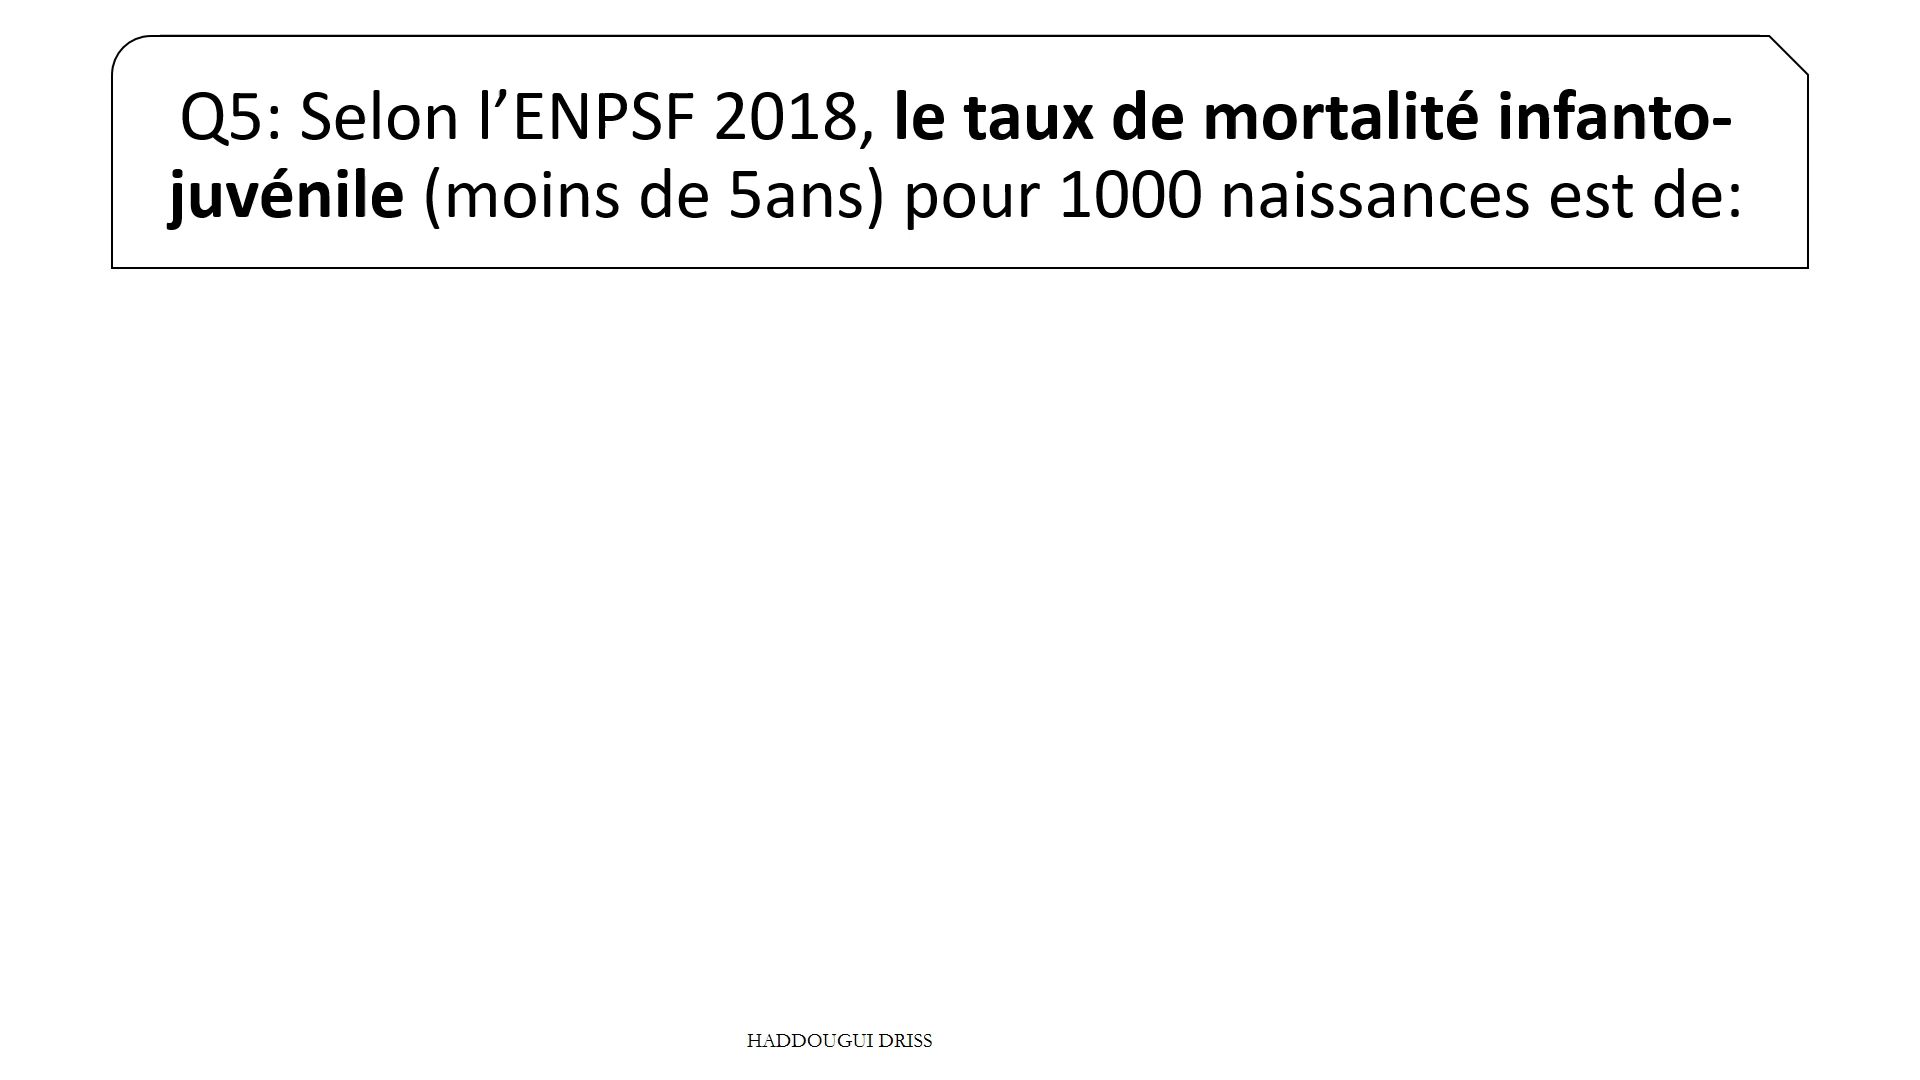 Q5: Selon l’ENPSF 2018, le taux de mortalité infanto-
juvénile (moins de 5ans) pour 1000 naissances est de:
HADDOUGUI DRISS